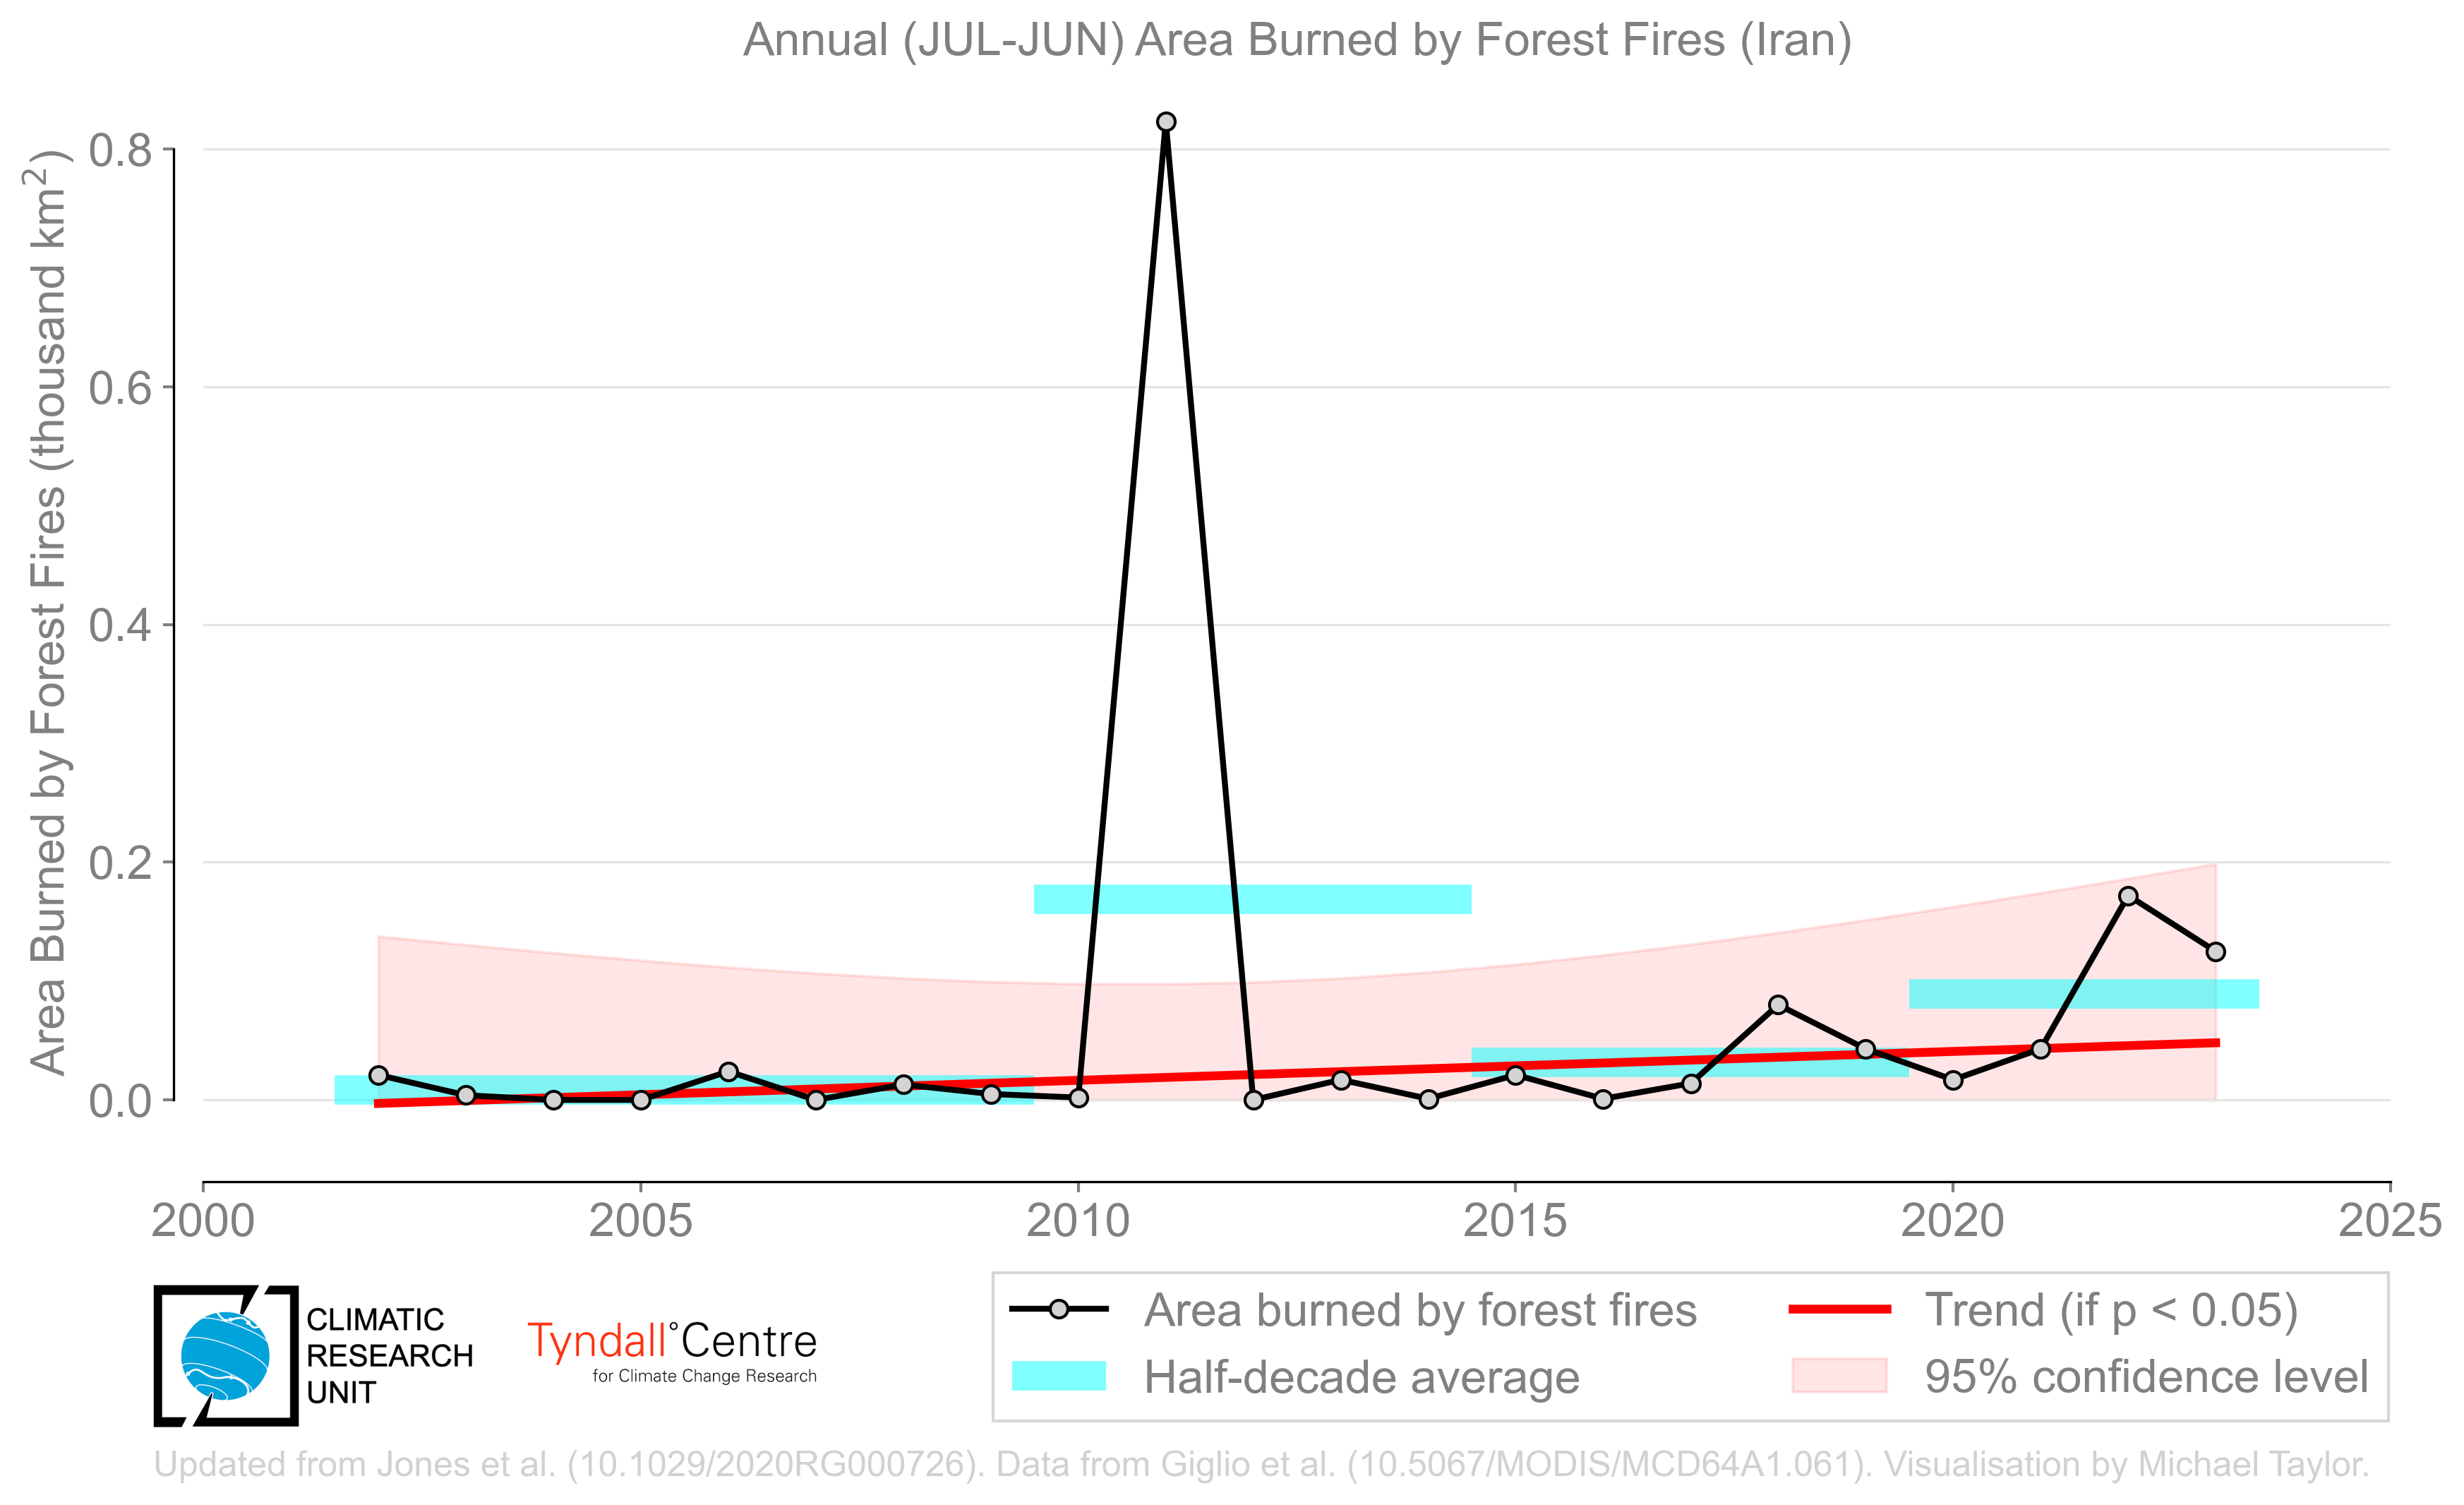 Annual (JUL-JUN) Area Burned by Forest Fires (Iran)
Area Burned by Forest Fires (thousand km²)
0.8
0.6
0.4
0.2
0.0
2000 2005 2010 2015 2020 2025
Area burned by forest fires
Half-decade average
Trend (if p < 0.05)
95% confidence level
CLIMATIC
RESEARCH
UNIT
Tyndall°Centre
for Climate Change Research
Updated from Jones et al. (10.1029/2020RG000726). Data from Giglio et al. (10.5067/MODIS/MCD64A1.061). Visualisation by Michael Taylor.